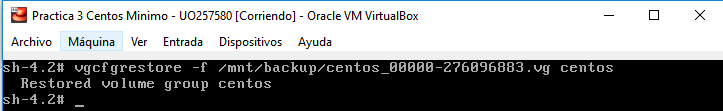 Practica 3 Centos Minimo - UO257580 [Corriendo] - Oracle VM VirtualBox
Archivo Máquina Ver Entrada Dispositivos Ayuda
sh-4.2# vgcfgrestore -f /mnt/backup/centos_00000-276096883.vg centos
Restored volume group centos
sh-4.2# _